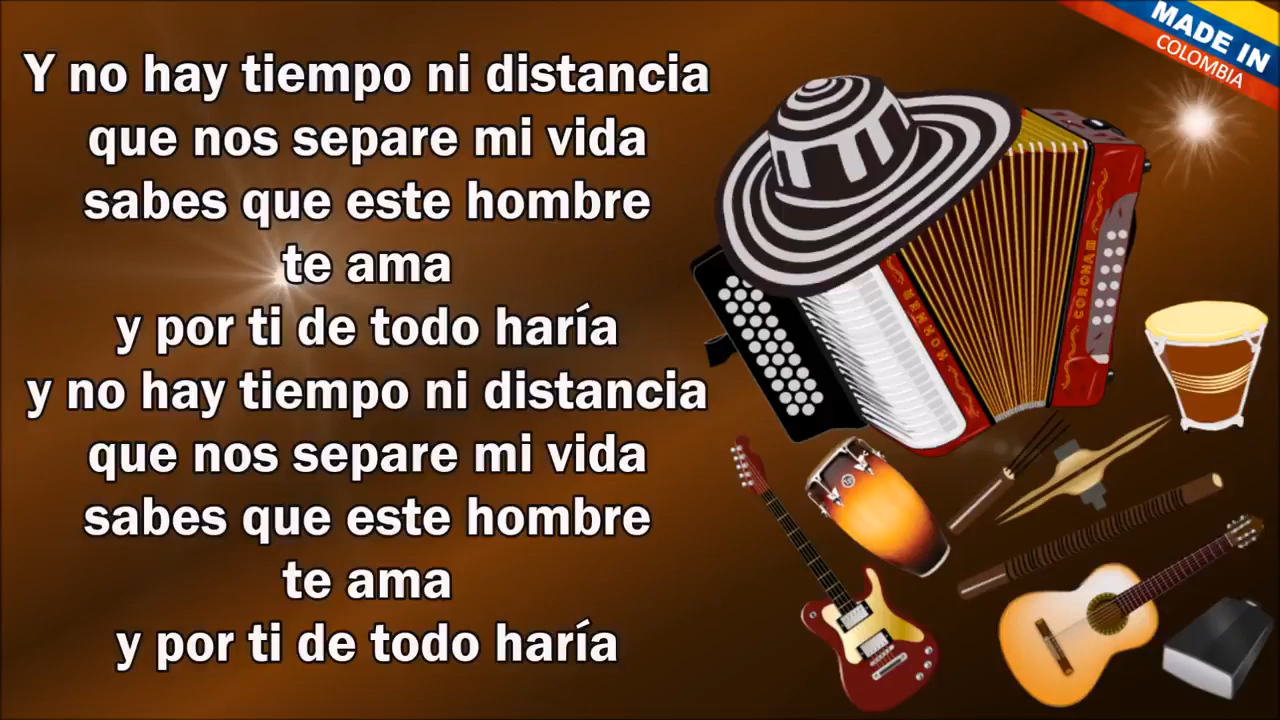 Y no hay tiempo ni distancia
que nos separe mi vida
sabes que este hombre
te ama
y por ti de todo haría
y no hay tiempo ni distancia
que nos separe mi vida
sabes que este hombre
te ama
y por ti de todo haría
MADE IN
COLOMBIA
HOHNER
CORONA III